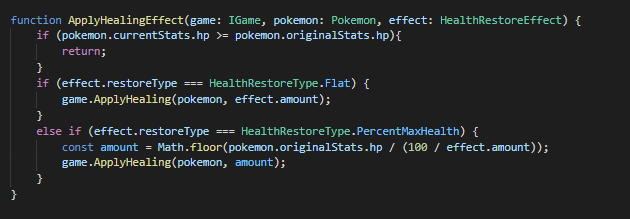 function ApplyHealingEffect(game: IGame, pokemon: Pokemon, effect: HealthRestoreEffect) {
    if (pokemon.currentStats.hp >= pokemon.originalStats.hp){
        return;
    }
    if (effect.restoreType === HealthRestoreType.Flat) {
        game.ApplyHealing(pokemon, effect.amount);
    }
    else if (effect.restoreType === HealthRestoreType.PercentMaxHealth) {
        const amount = Math.floor(pokemon.originalStats.hp / (100 / effect.amount));
        game.ApplyHealing(pokemon, amount);
    }
}